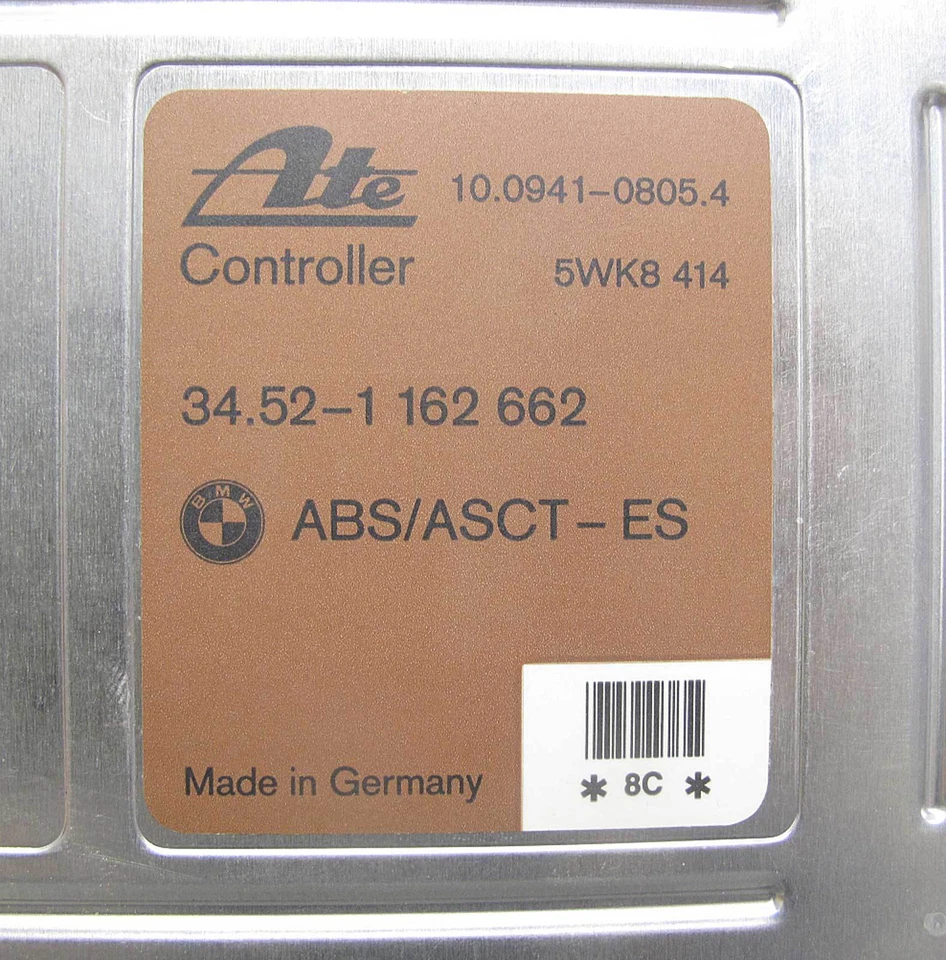 Ate 10.0941-0805.4
Controller 5WK8 414
34.52-1 162 662
BMW ABS/ASCT - ES
Made in Germany
* 8C *